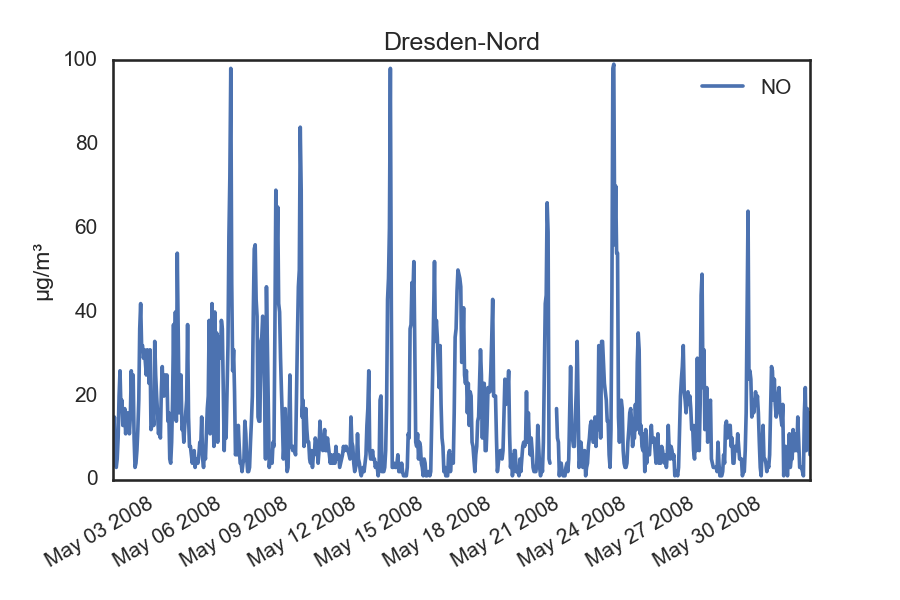 Dresden-Nord
NO
µg/m³
100
80
60
40
20
0
May 03 2008
May 06 2008
May 09 2008
May 12 2008
May 15 2008
May 18 2008
May 21 2008
May 24 2008
May 27 2008
May 30 2008